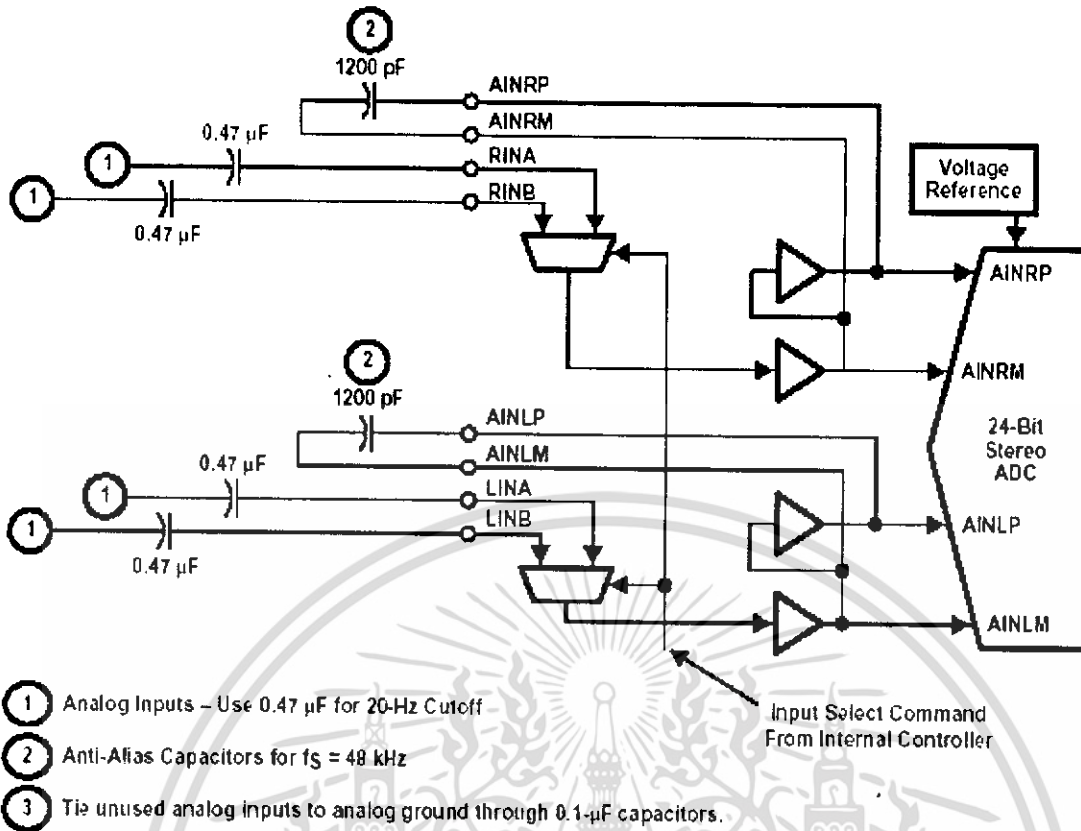 2
1200 pF
AINRP
AINRM
0.47 µF
1
RINA
1
RINB
0.47 µF
Voltage
Reference
AINRP
AINRM
2
1200 pF
AINLP
AINLM
0.47 µF
1
LINA
1
LINB
0.47 µF
24-Bit
Stereo
ADC
AINLP
AINLM
Input Select Command
From Internal Controller
1 Analog Inputs – Use 0.47 µF for 20-Hz Cutoff
2 Anti-Alias Capacitors for fS = 48 kHz
3 Tie unused analog inputs to analog ground through 0.1-µF capacitors.